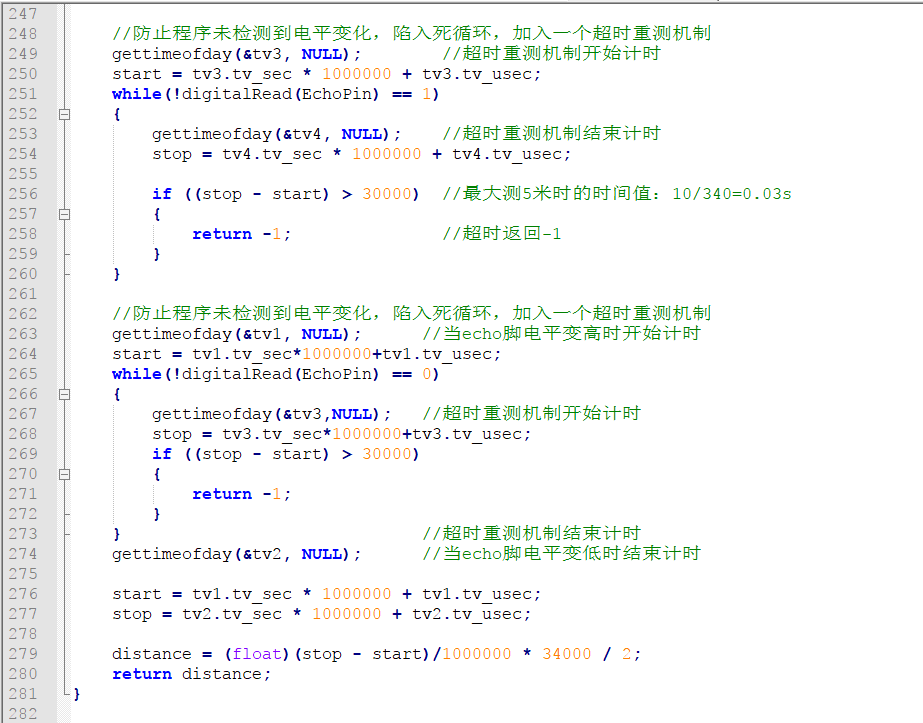 247
248 //防止程序未检测到电平变化，陷入死循环，加入一个超时重测机制
249 gettimeofday(&tv3, NULL); //超时重测机制开始计时
250 start = tv3.tv_sec * 1000000 + tv3.tv_usec;
251 while(!digitalRead(EchoPin) == 1)
252 {
253 gettimeofday(&tv4, NULL); //超时重测机制结束计时
254 stop = tv4.tv_sec * 1000000 + tv4.tv_usec;
255
256 if ((stop - start) > 30000) //最大测5米时的时间值：10/340=0.03s
257 {
258 return -1; //超时返回-1
259 }
260 }
261
262 //防止程序未检测到电平变化，陷入死循环，加入一个超时重测机制
263 gettimeofday(&tv1, NULL); //当echo脚电平变高时开始计时
264 start = tv1.tv_sec*1000000+tv1.tv_usec;
265 while(!digitalRead(EchoPin) == 0)
266 {
267 gettimeofday(&tv3,NULL); //超时重测机制开始计时
268 stop = tv3.tv_sec*1000000+tv3.tv_usec;
269 if ((stop - start) > 30000)
270 {
271 return -1;
272 }
273 } //超时重测机制结束计时
274 gettimeofday(&tv2, NULL); //当echo脚电平变低时结束计时
275
276 start = tv1.tv_sec * 1000000 + tv1.tv_usec;
277 stop = tv2.tv_sec * 1000000 + tv2.tv_usec;
278
279 distance = (float)(stop - start)/1000000 * 34000 / 2;
280 return distance;
281 }
282